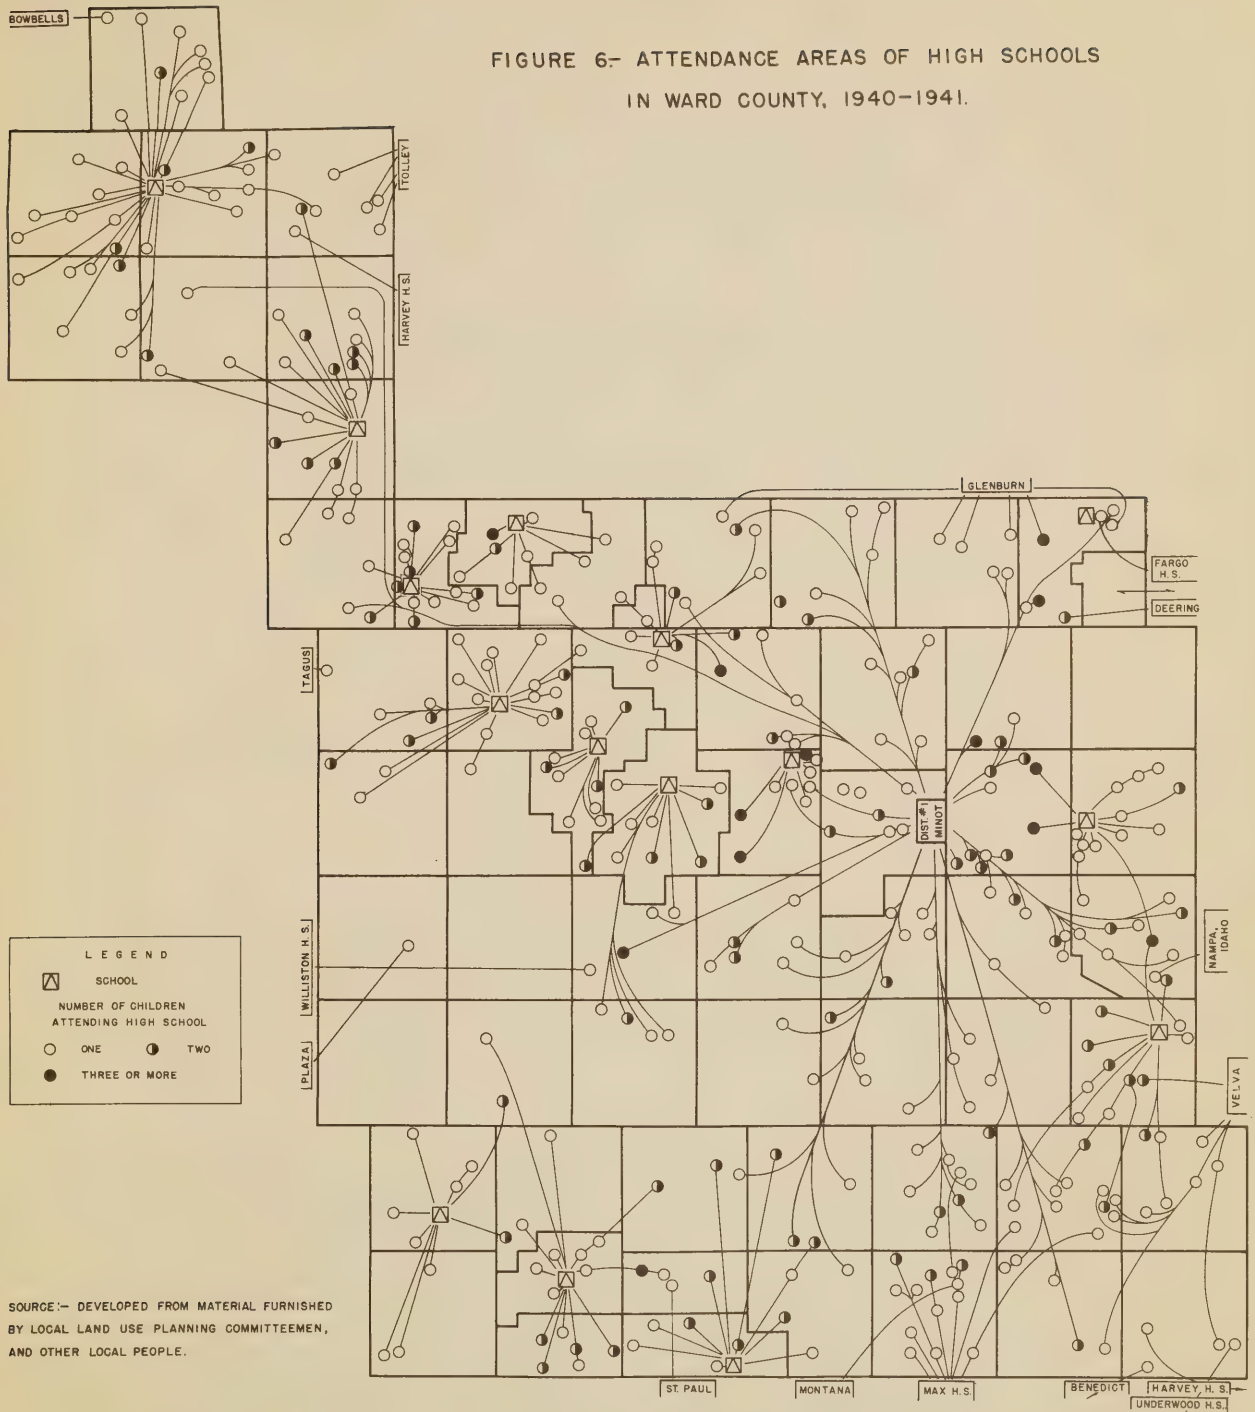 BOWBELLS
FIGURE 6.- ATTENDANCE AREAS OF HIGH SCHOOLS
IN WARD COUNTY, 1940-1941.
TOLLEY
HARVEY H.S.
GLENBURN
FARGO
H.S.
DEERING
TAGUS
DIST. #1
MINOT
WILLISTON H.S.
NAMPA,
IDAHO
PLAZA
VELVA
LEGEND
SCHOOL
NUMBER OF CHILDREN
ATTENDING HIGH SCHOOL
ONE TWO
THREE OR MORE
SOURCE:- DEVELOPED FROM MATERIAL FURNISHED
BY LOCAL LAND USE PLANNING COMMITTEEMEN,
AND OTHER LOCAL PEOPLE.
ST. PAUL
MONTANA
MAX H.S.
BENEDICT
HARVEY, H. S.
UNDERWOOD H.S.